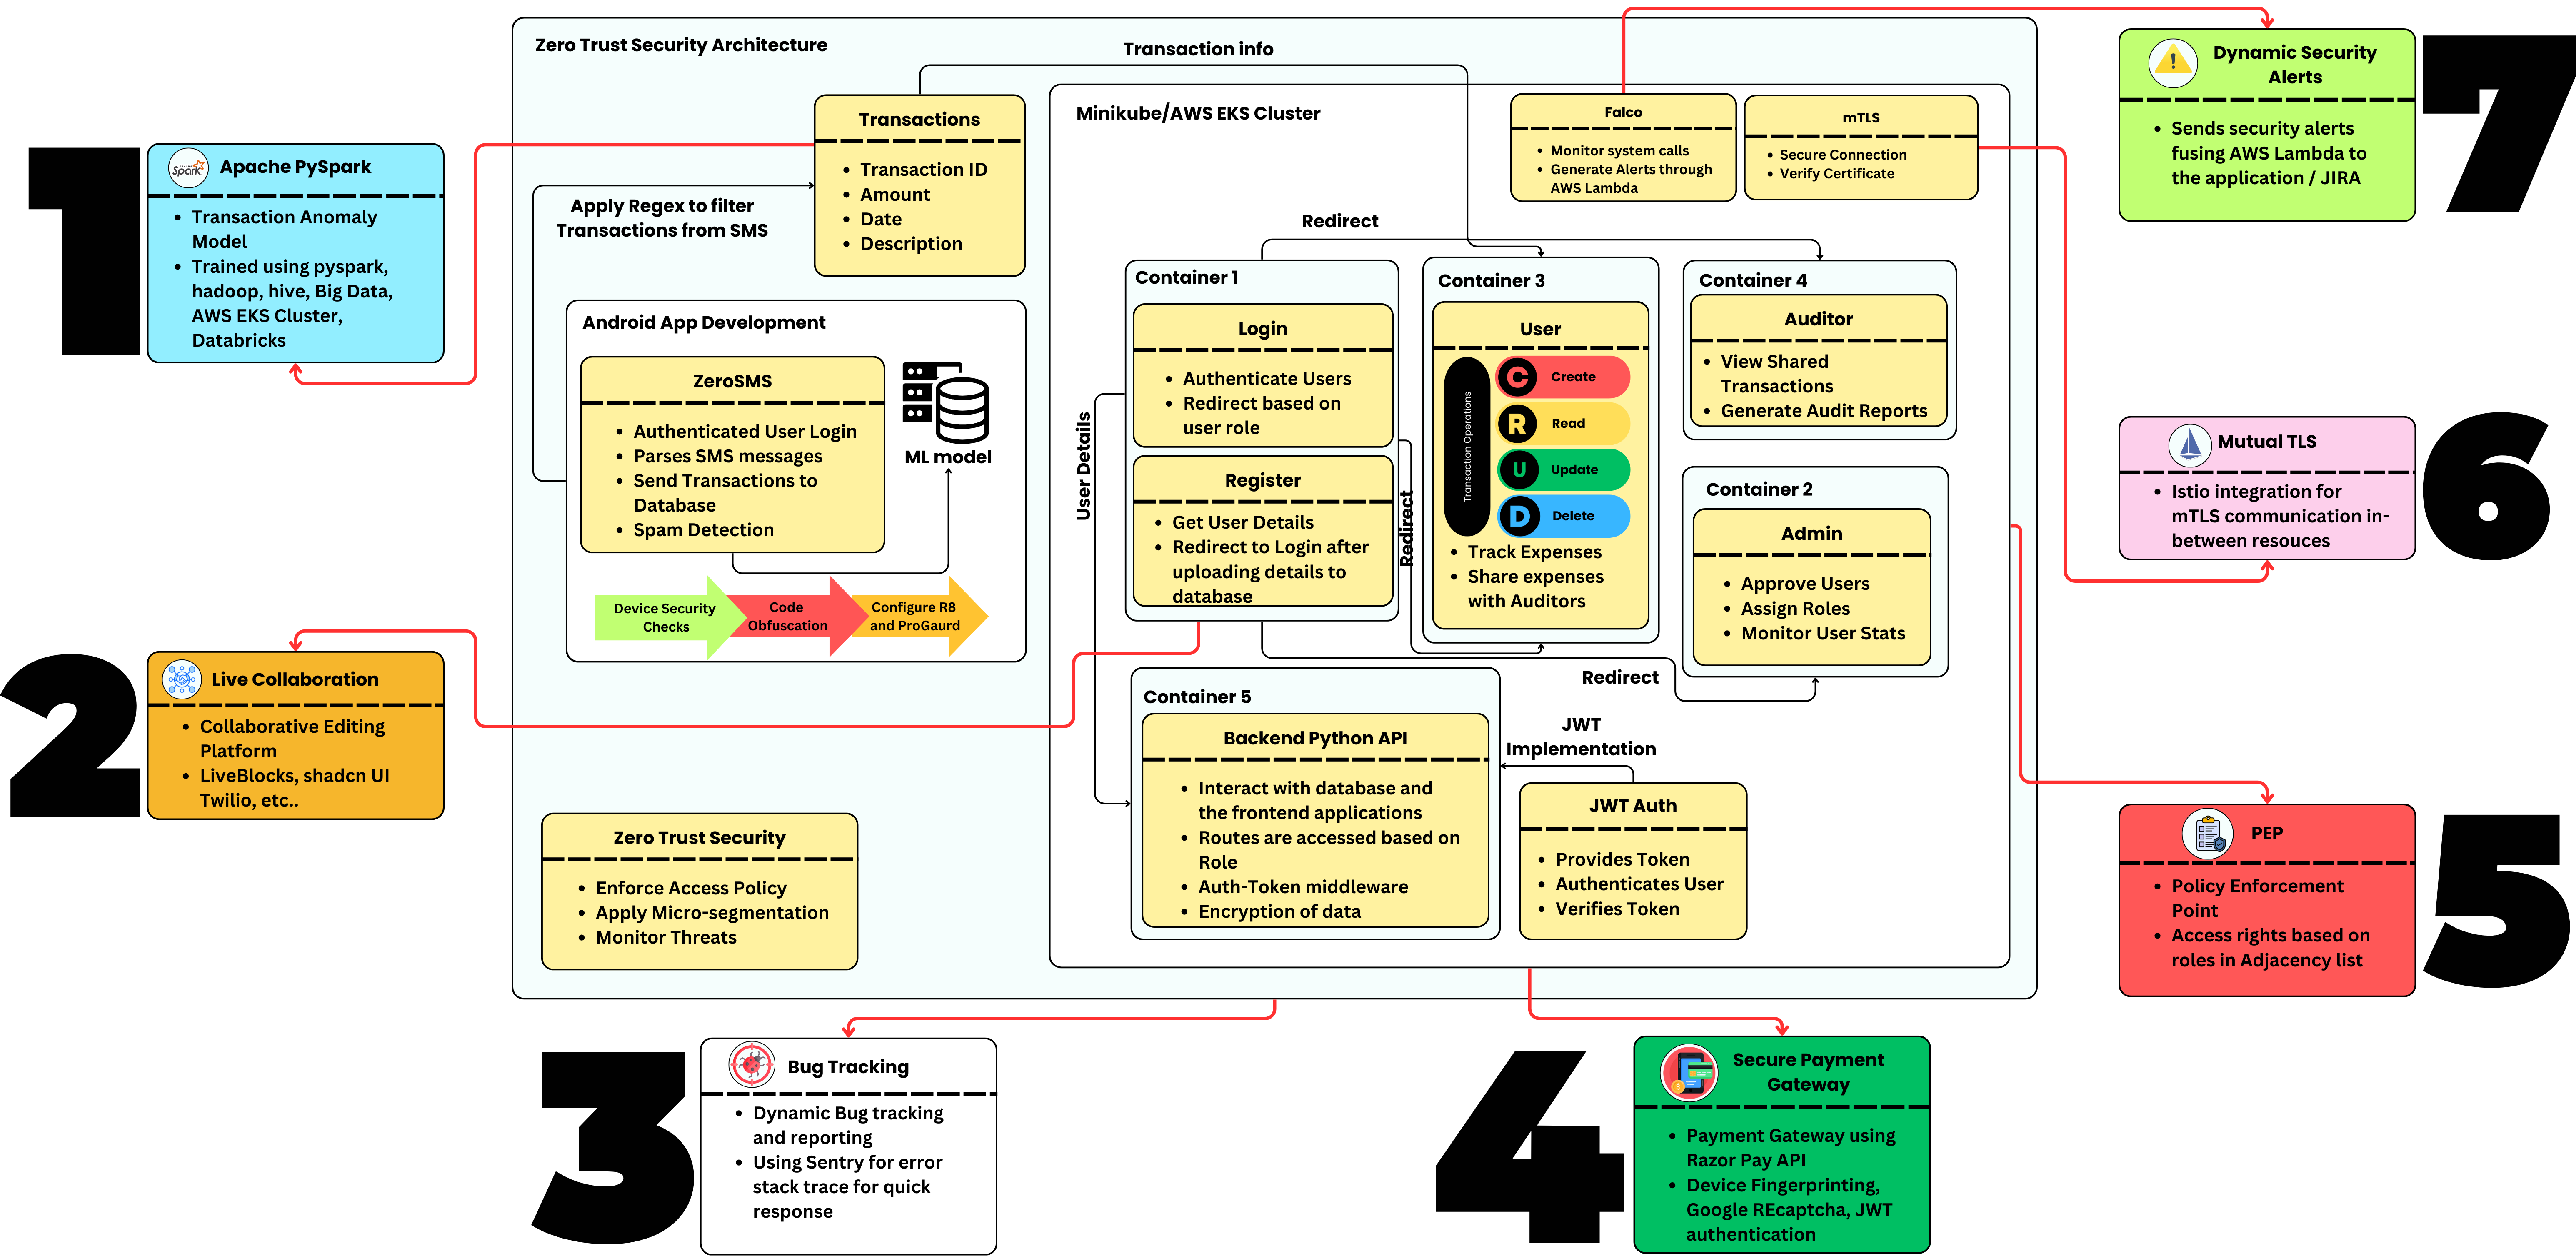 Zero Trust Security Architecture
Transaction info
1
Apache PySpark
Transaction Anomaly
Model
Trained using pyspark,
hadoop, hive, Big Data,
AWS EKS Cluster,
Databricks
2
Live Collaboration
Collaborative Editing
Platform
LiveBlocks, shadcn UI
Twilio, etc..
Transactions
Transaction ID
Amount
Date
Description
Apply Regex to filter
Transactions from SMS
Android App Development
ZeroSMS
Authenticated User Login
Parses SMS messages
Send Transactions to
Database
Spam Detection
ML model
Device Security
Checks
Code
Obfuscation
Configure R8
and ProGaurd
Zero Trust Security
Enforce Access Policy
Apply Micro-segmentation
Monitor Threats
Minikube/AWS EKS Cluster
Falco
Monitor system calls
Generate Alerts through
AWS Lambda
mTLS
Secure Connection
Verify Certificate
Redirect
Container 1
Login
Authenticate Users
Redirect based on
user role
Register
Get User Details
Redirect to Login after
uploading details to
database
User Details
Redirect
Container 3
User
Transaction Operations
C Create
R Read
U Update
D Delete
Track Expenses
Share expenses
with Auditors
Container 4
Auditor
View Shared
Transactions
Generate Audit Reports
Container 2
Admin
Approve Users
Assign Roles
Monitor User Stats
Redirect
Container 5
Backend Python API
Interact with database and
the frontend applications
Routes are accessed based on
Role
Auth-Token middleware
Encryption of data
JWT
Implementation
JWT Auth
Provides Token
Authenticates User
Verifies Token
3
Bug Tracking
Dynamic Bug tracking
and reporting
Using Sentry for error
stack trace for quick
response
4
Secure Payment
Gateway
Payment Gateway using
Razor Pay API
Device Fingerprinting,
Google REcaptcha, JWT
authentication
5
PEP
Policy Enforcement
Point
Access rights based on
roles in Adjacency list
6
Mutual TLS
Istio integration for
mTLS communication in-
between resouces
7
Dynamic Security
Alerts
Sends security alerts
fusing AWS Lambda to
the application / JIRA